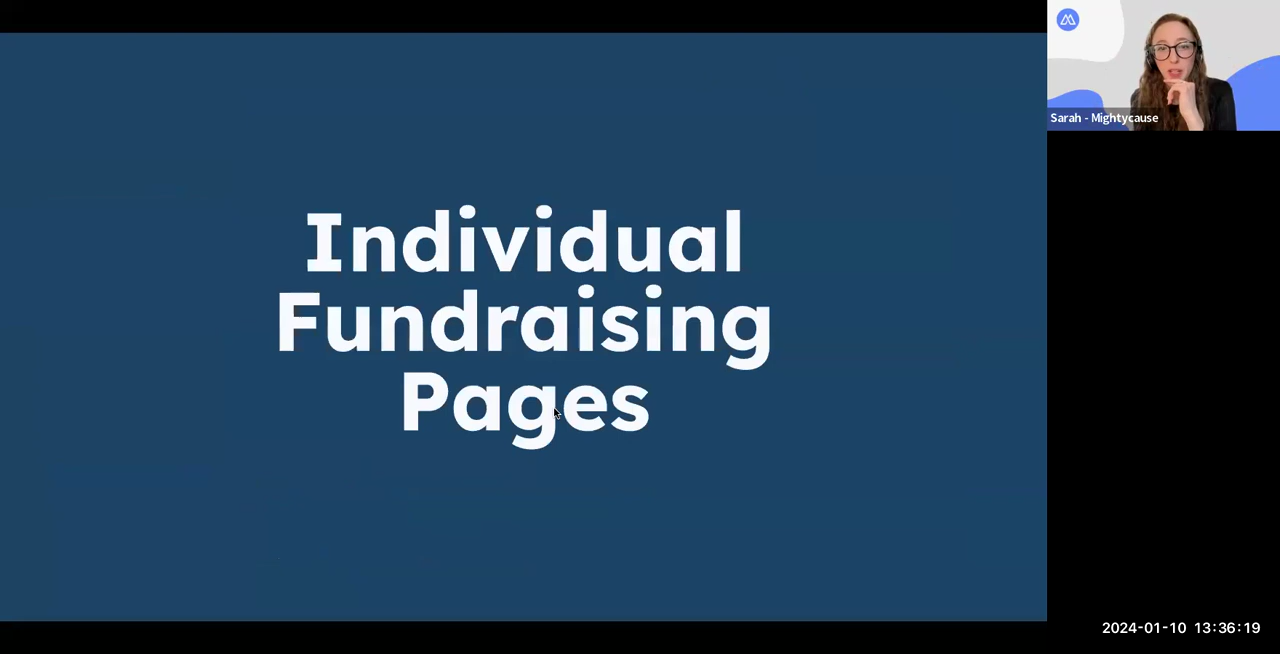 Individual
Fundraising
Pages
Sarah - Mightycause
2024-01-10 13:36:19